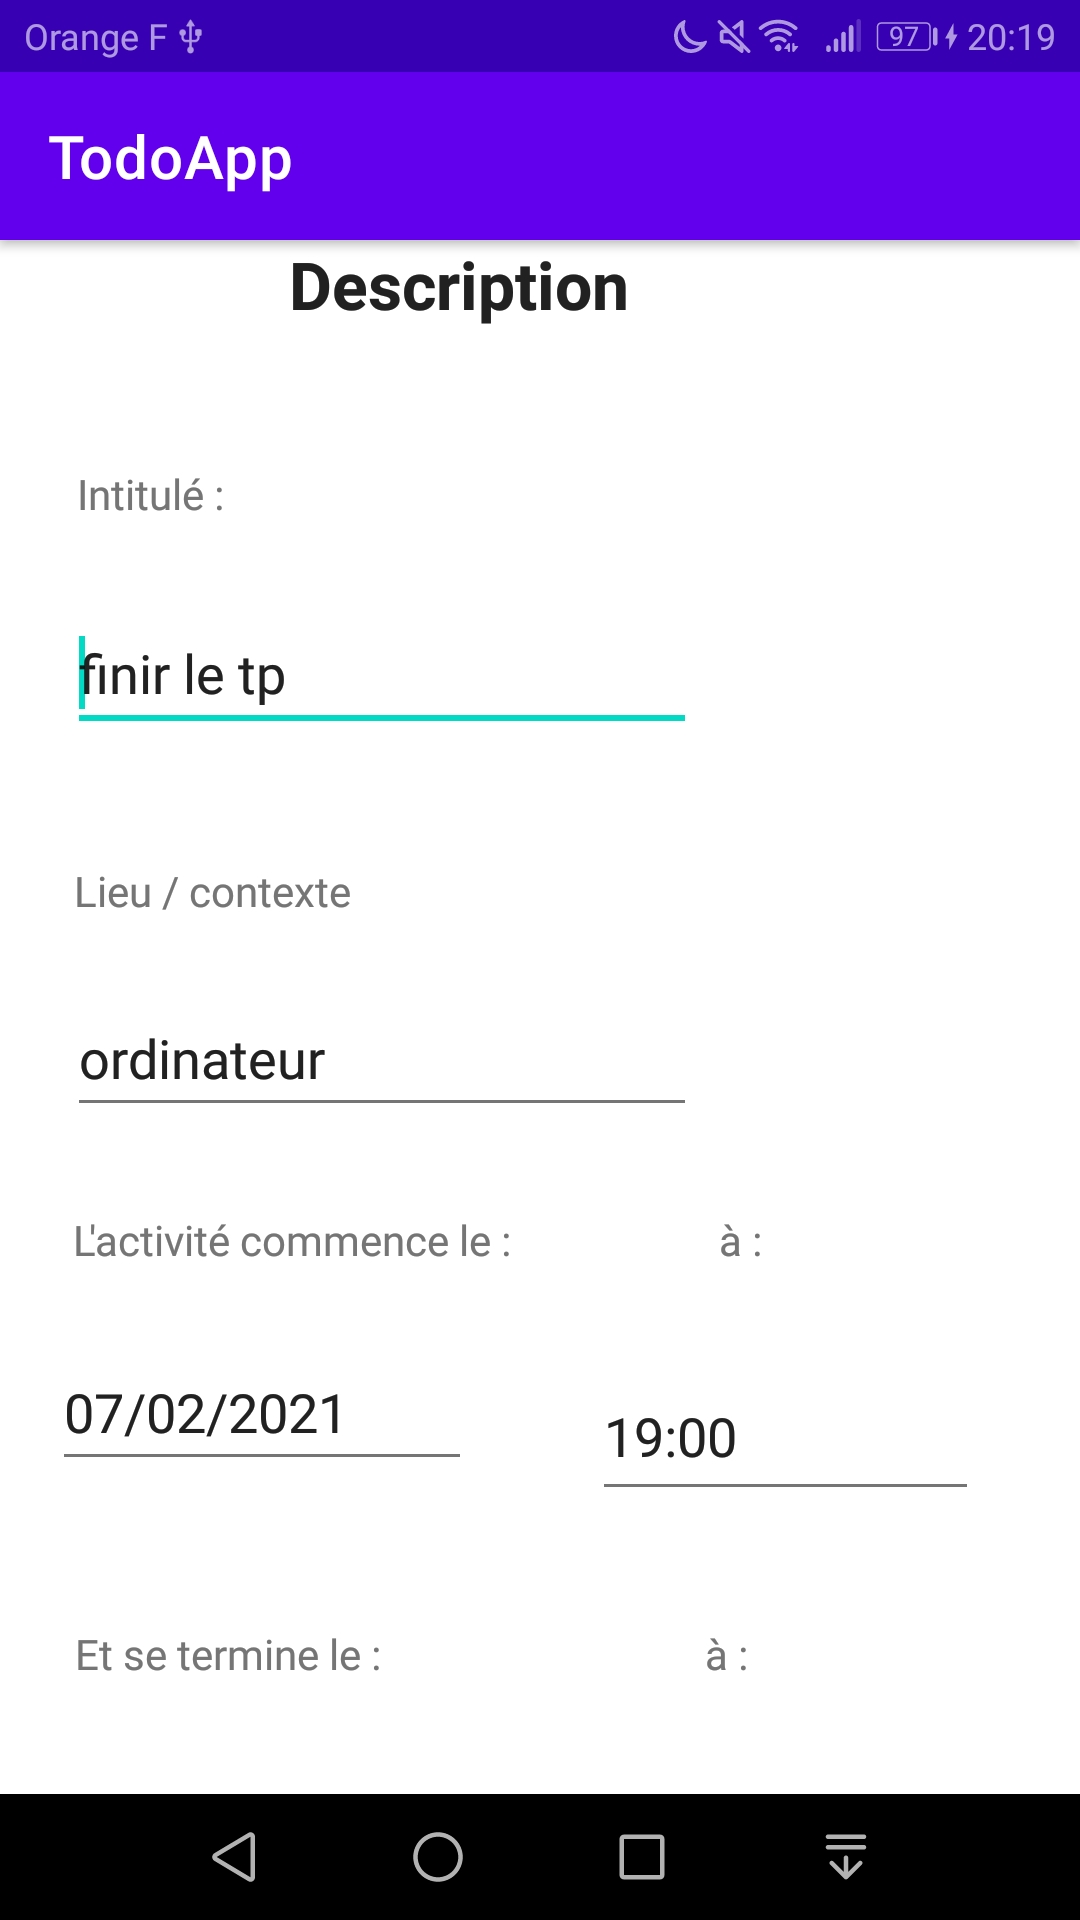 Orange F 97 20:19
TodoApp
Description
Intitulé :
finir le tp
Lieu / contexte
ordinateur
L'activité commence le : à :
07/02/2021 19:00
Et se termine le : à :